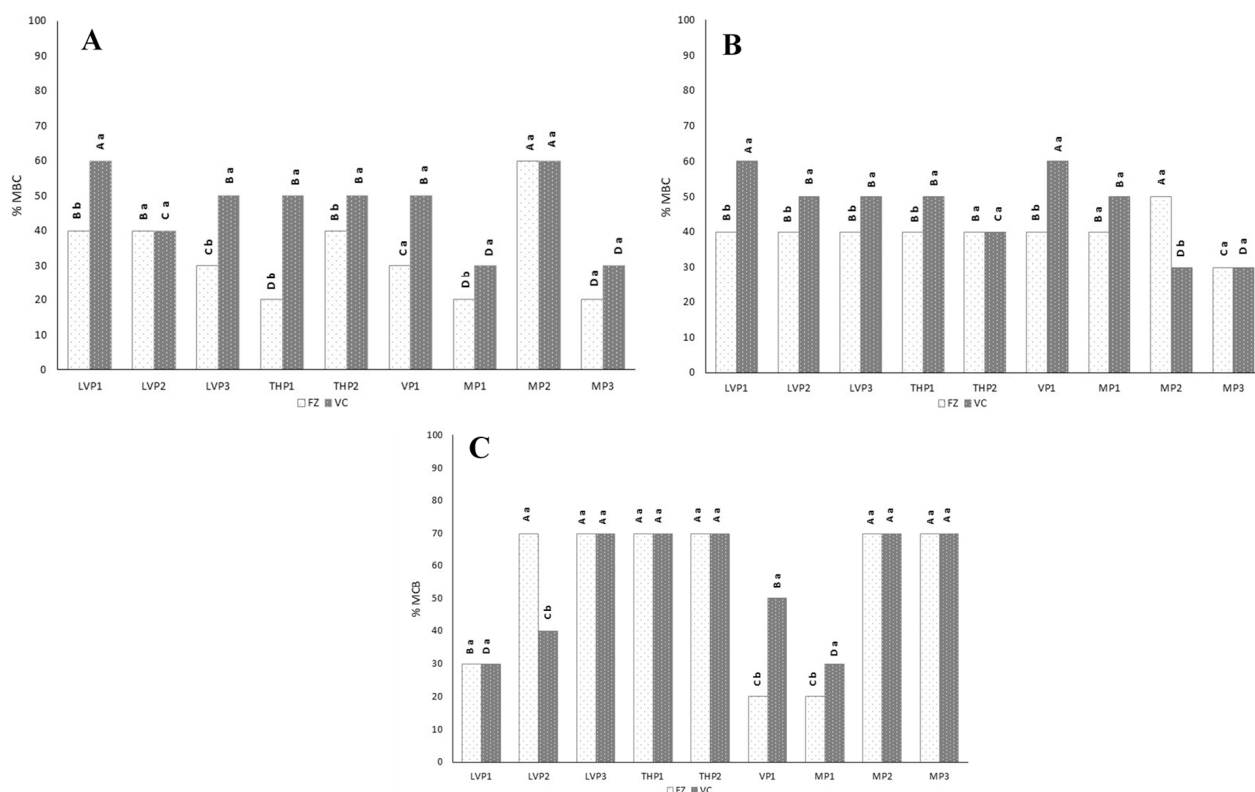 A
100
90
80
70
60
50
40
30
20
10
0
% MBC
B b
A a
B a
C a
C b
B a
D b
B a
B b
B a
C a
B a
D b
D a
A a
A a
D a
D a
LVP1 LVP2 LVP3 THP1 THP2 VP1 MP1 MP2 MP3
FZ VC
B
100
90
80
70
60
50
40
30
20
10
0
% MBC
B b
A a
B b
B a
B b
B a
B b
B a
B a
C a
B b
A a
B a
B a
A a
D b
C a
D a
LVP1 LVP2 LVP3 THP1 THP2 VP1 MP1 MP2 MP3
FZ VC
C
100
90
80
70
60
50
40
30
20
10
0
% MCB
B a
D a
A a
C b
A a
A a
A a
A a
A a
A a
C b
B a
C b
D a
A a
A a
A a
A a
LVP1 LVP2 LVP3 THP1 THP2 VP1 MP1 MP2 MP3
FZ VC